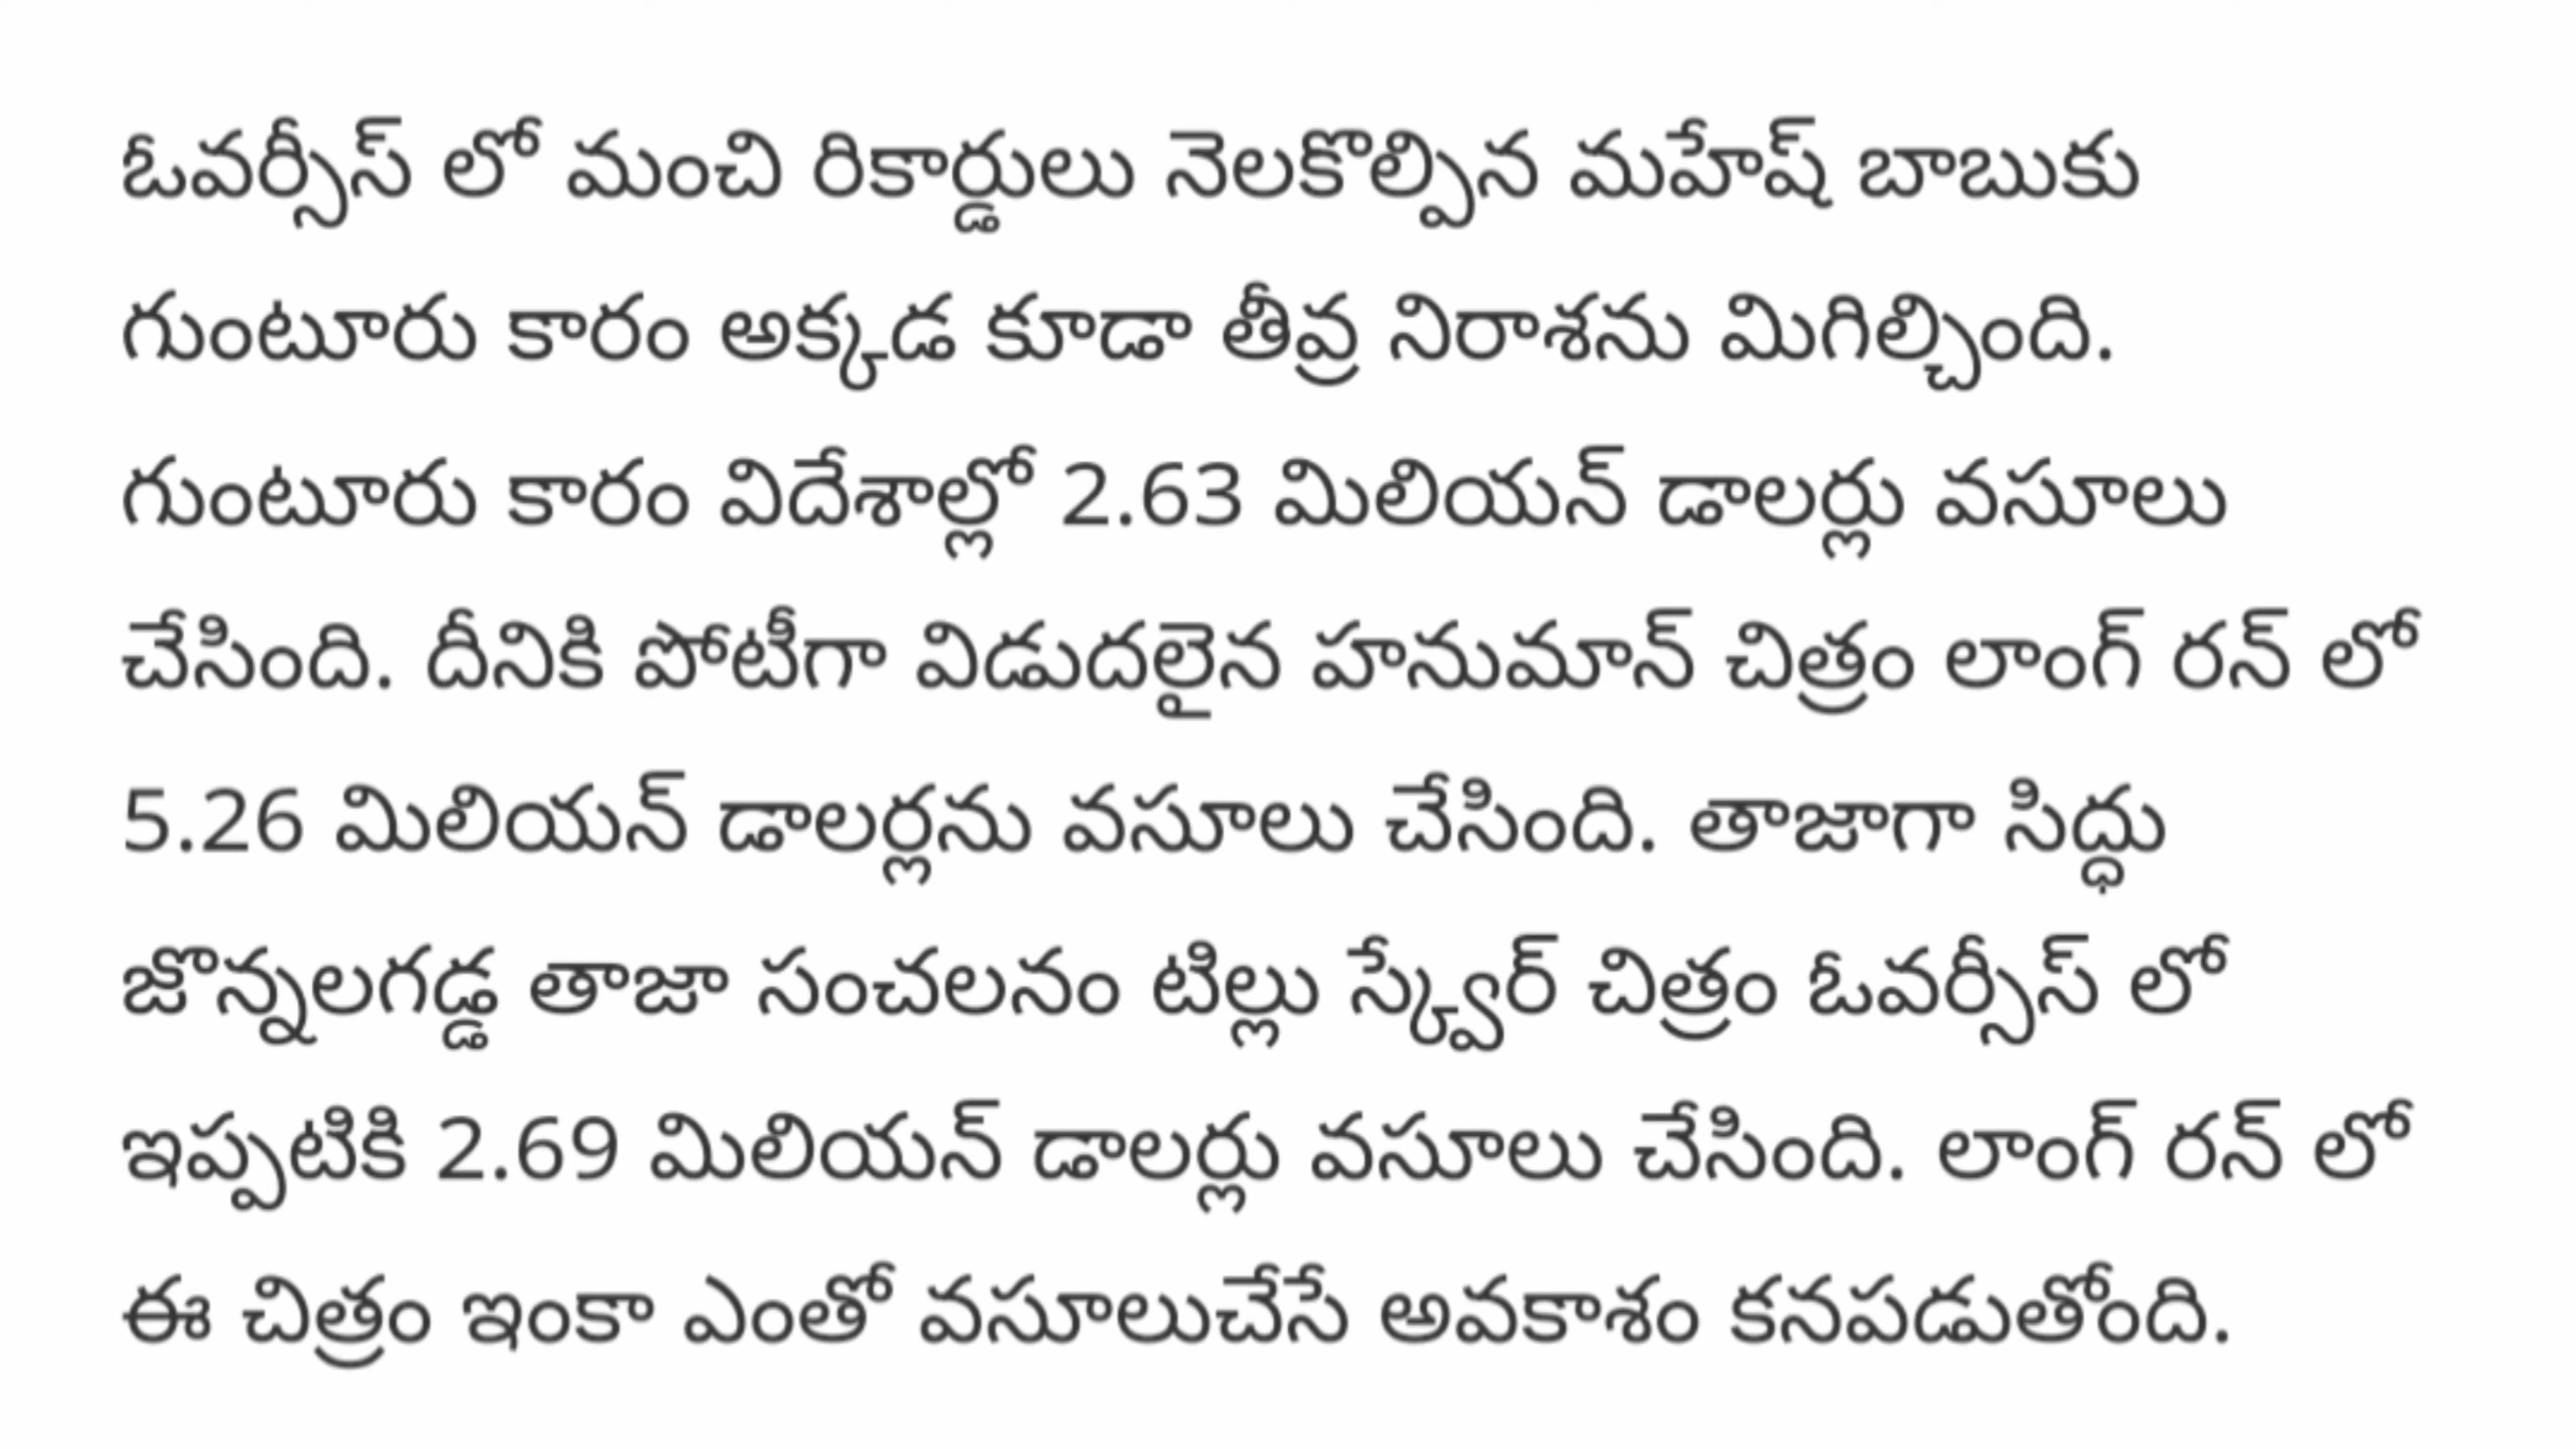 ఓవర్సీస్ లో మంచి రికార్డులు నెలకొల్పిన మహేష్ బాబుకు
గుంటూరు కారం అక్కడ కూడా తీవ్ర నిరాశను మిగిల్చింది.
గుంటూరు కారం విదేశాల్లో 2.63 మిలియన్ డాలర్లు వసూలు
చేసింది. దీనికి పోటీగా విడుదలైన హనుమాన్ చిత్రం లాంగ్ రన్ లో
5.26 మిలియన్ డాలర్లను వసూలు చేసింది. తాజాగా సిద్ధు
జొన్నలగడ్డ తాజా సంచలనం టిల్లు స్క్వేర్ చిత్రం ఓవర్సీస్ లో
ఇప్పటికి 2.69 మిలియన్ డాలర్లు వసూలు చేసింది. లాంగ్ రన్ లో
ఈ చిత్రం ఇంకా ఎంతో వసూలుచేసే అవకాశం కనపడుతోంది.